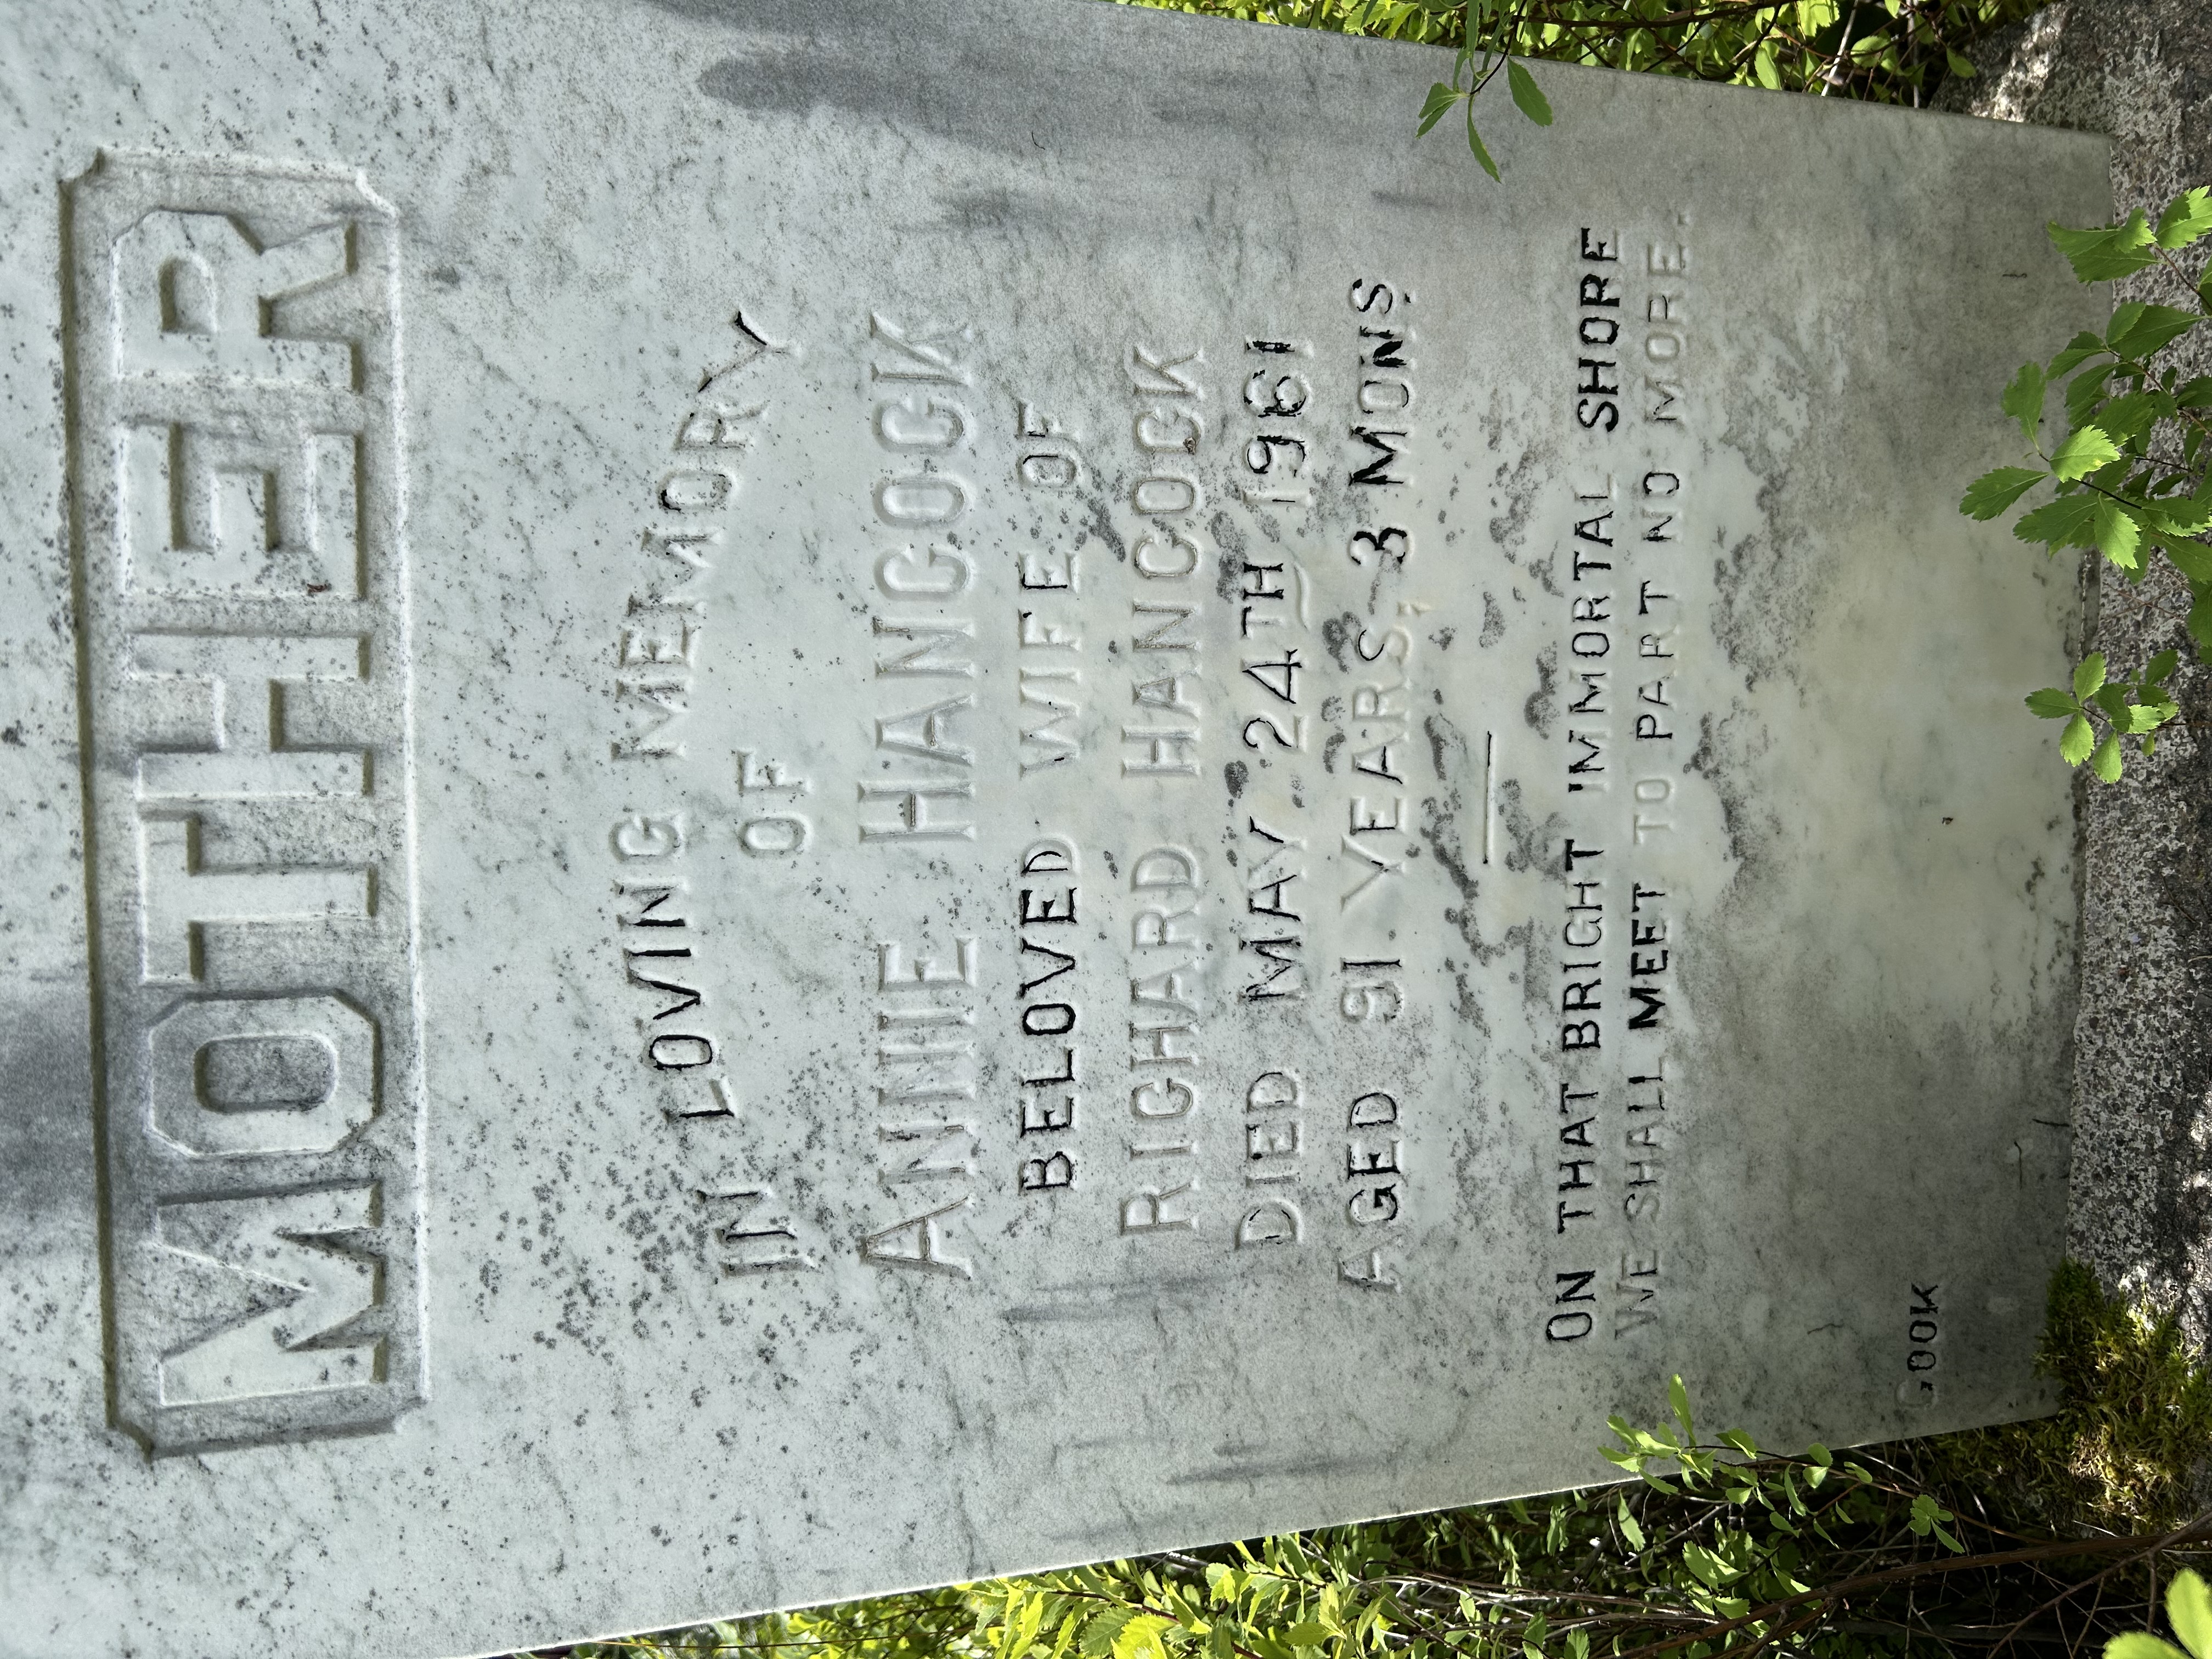 MOTHER
IN LOVING MEMORY
OF
ANNIE HANCOCK
BELOVED WIFE OF
RICHARD HANCOCK
DIED MAY 24TH 1961
AGED 91 YEARS, 3 MONS.
ON THAT BRIGHT IMMORTAL SHORE
WE SHALL MEET TO PART NO MORE.
COOK